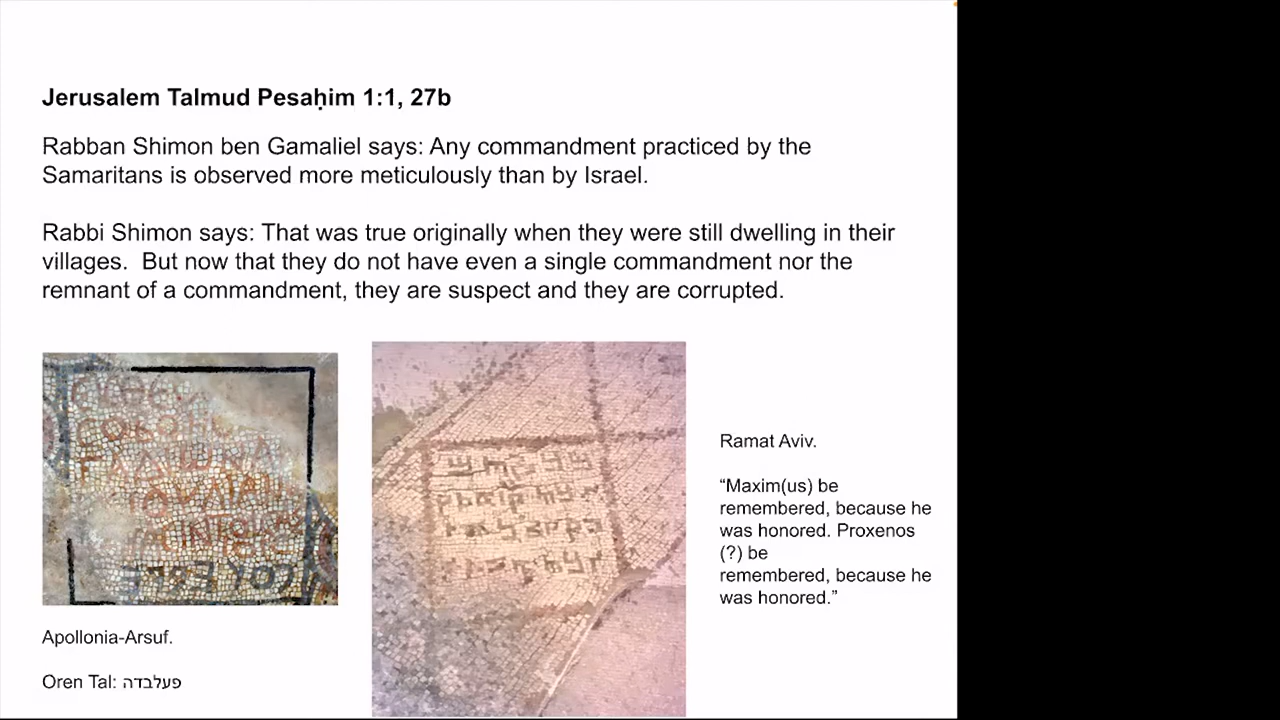 Jerusalem Talmud Pesaḥim 1:1, 27b
Rabban Shimon ben Gamaliel says: Any commandment practiced by the
Samaritans is observed more meticulously than by Israel.
Rabbi Shimon says: That was true originally when they were still dwelling in their
villages.  But now that they do not have even a single commandment nor the
remnant of a commandment, they are suspect and they are corrupted.
Ramat Aviv.
“Maxim(us) be
remembered, because he
was honored. Proxenos
(?) be
remembered, because he
was honored.”
Apollonia-Arsuf.
Oren Tal: פעלבדה